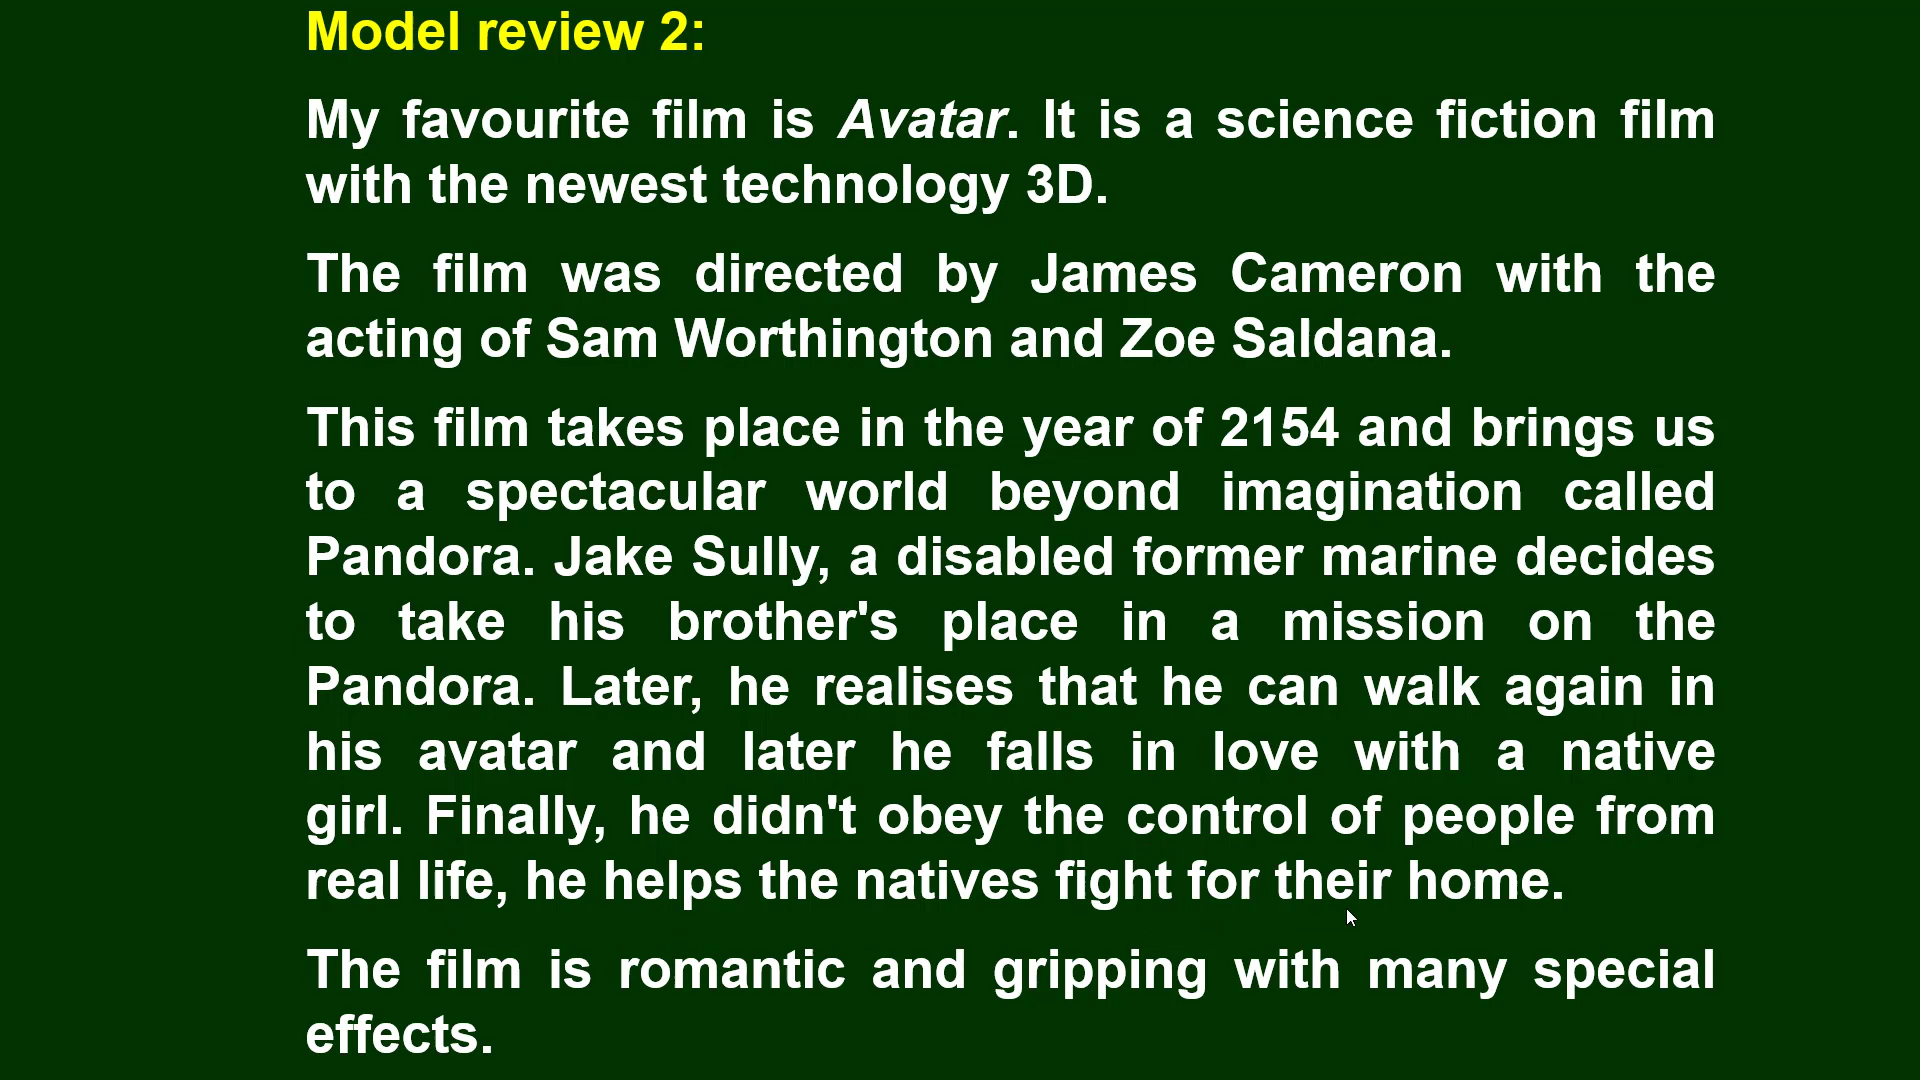 Model review 2:
My favourite film is Avatar. It is a science fiction film
with the newest technology 3D.
The film was directed by James Cameron with the
acting of Sam Worthington and Zoe Saldana.
This film takes place in the year of 2154 and brings us
to a spectacular world beyond imagination called
Pandora. Jake Sully, a disabled former marine decides
to take his brother's place in a mission on the
Pandora. Later, he realises that he can walk again in
his avatar and later he falls in love with a native
girl. Finally, he didn't obey the control of people from
real life, he helps the natives fight for their home.
The film is romantic and gripping with many special
effects.